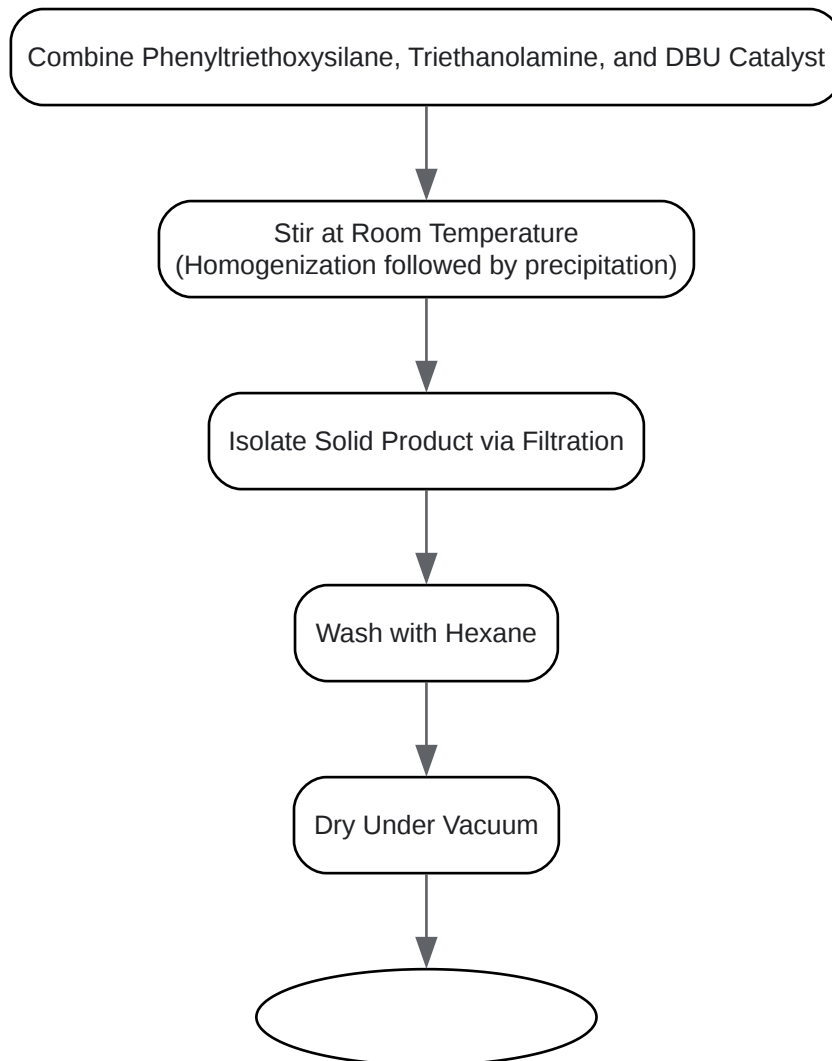 Combine Phenyltriethoxysilane, Triethanolamine, and DBU Catalyst
Stir at Room Temperature
(Homogenization followed by precipitation)
Isolate Solid Product via Filtration
Wash with Hexane
Dry Under Vacuum